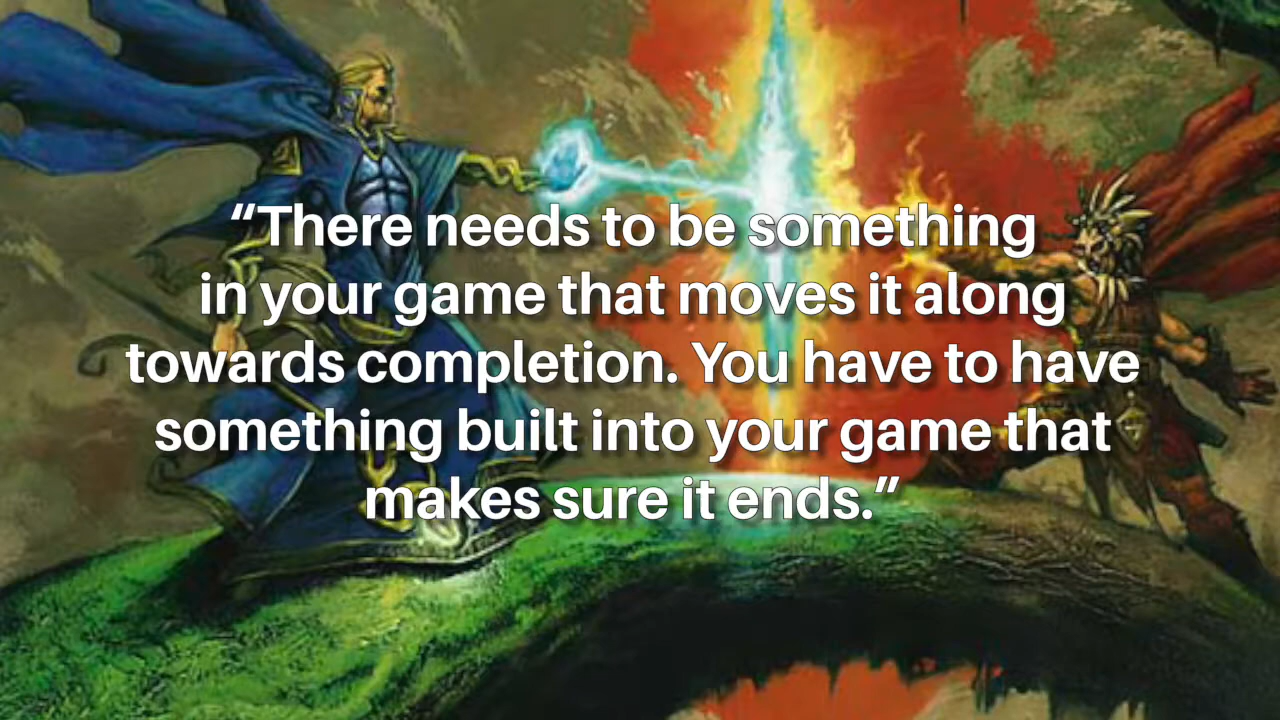 “There needs to be something
in your game that moves it along
towards completion. You have to have
something built into your game that
makes sure it ends.”